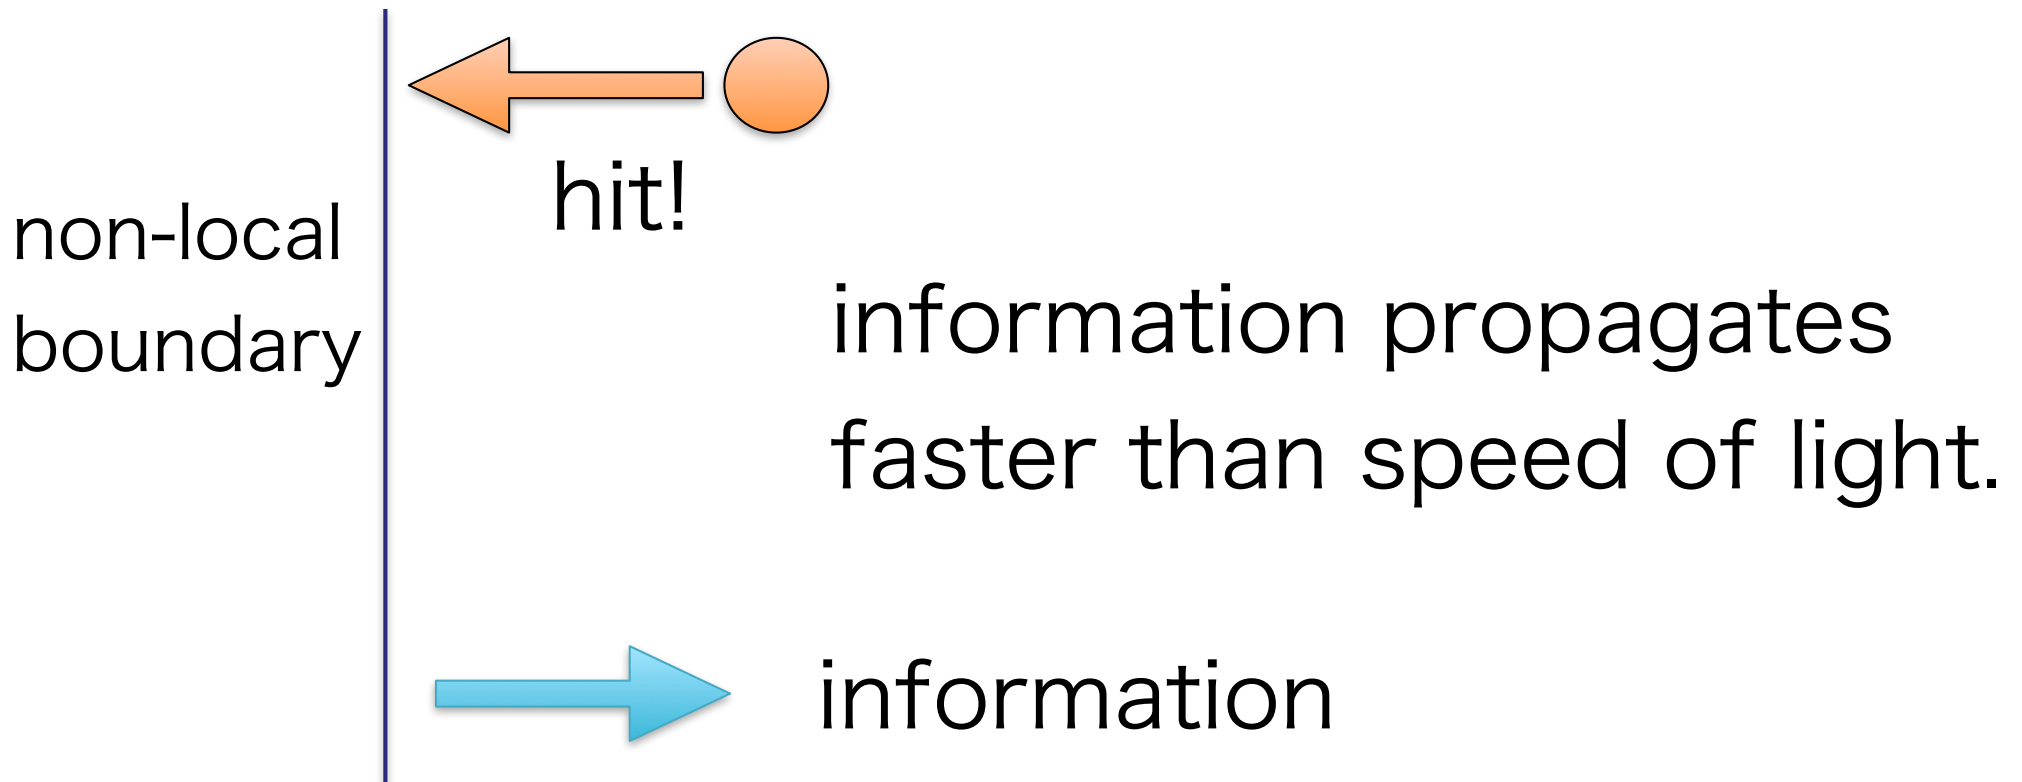 hit!
non-local
boundary
information propagates
faster than speed of light.
information